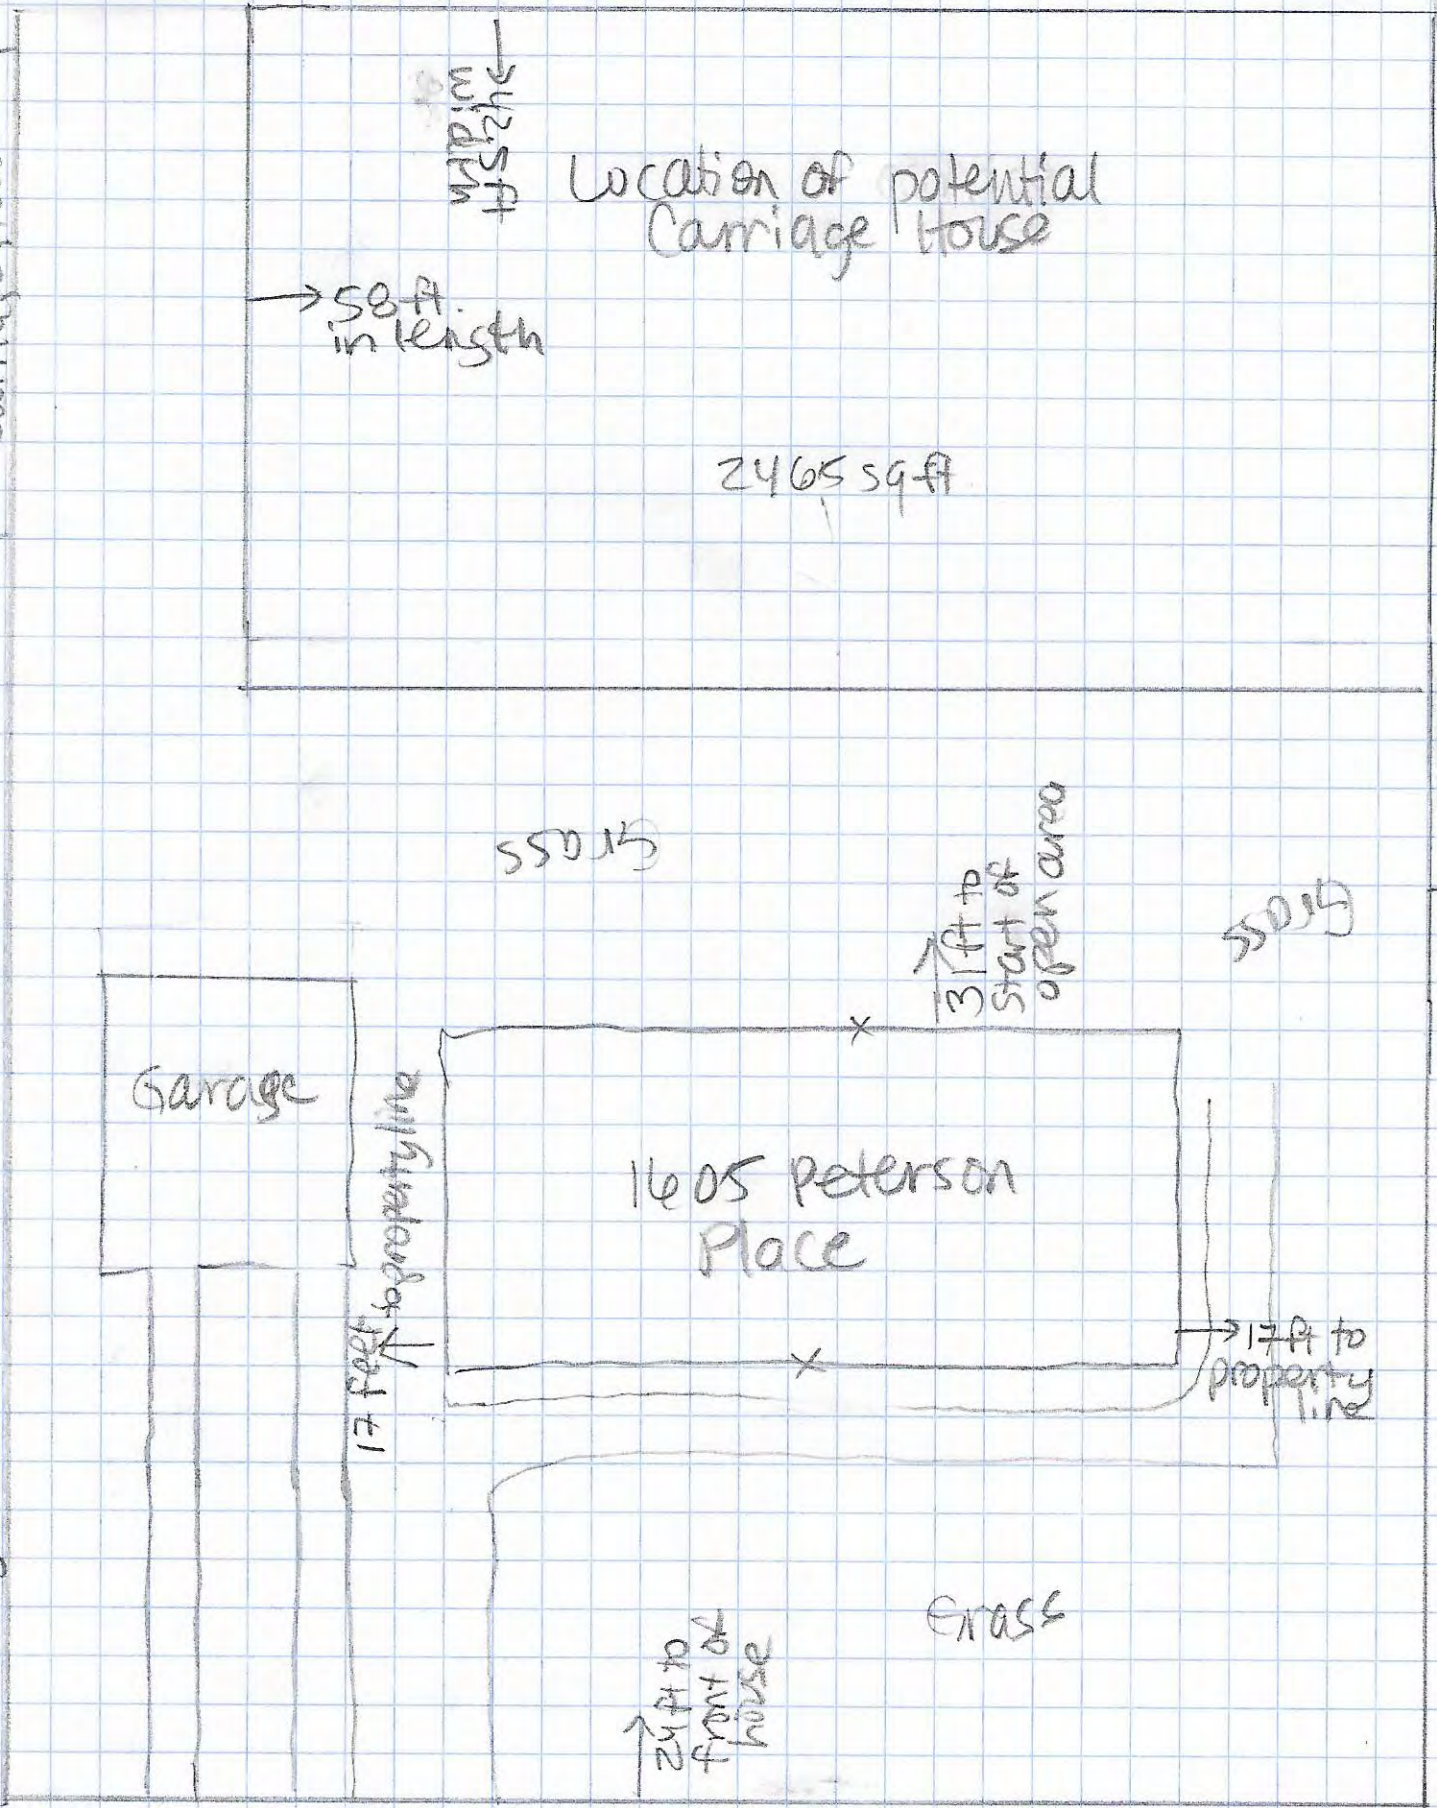 42.5ft
width
Location of potential
Carriage House
58 ft.
in length
2465 sq ft
Grass
31 ft to
start of
open area
Grass
Garage
17 feet
to property line
1605 Peterson
Place
17 ft to
property
line
24 ft to
front of
house
Grass